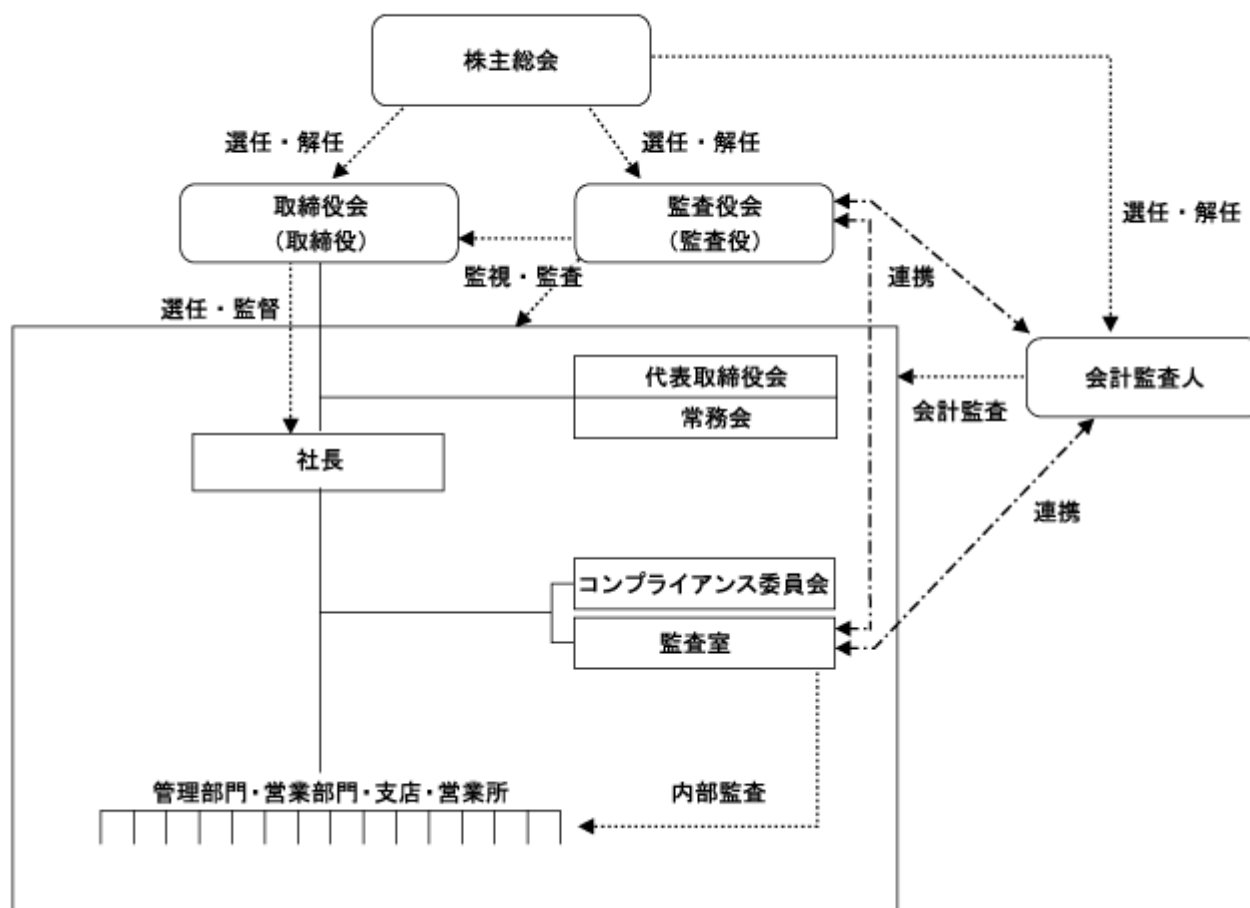 株主総会
選任・解任
選任・解任
取締役会
(取締役)
監査役会
(監査役)
選任・解任
監視・監査
連携
選任・監督
代表取締役会
常務会
会計監査人
会計監査
社長
連携
コンプライアンス委員会
監査室
管理部門・営業部門・支店・営業所
内部監査